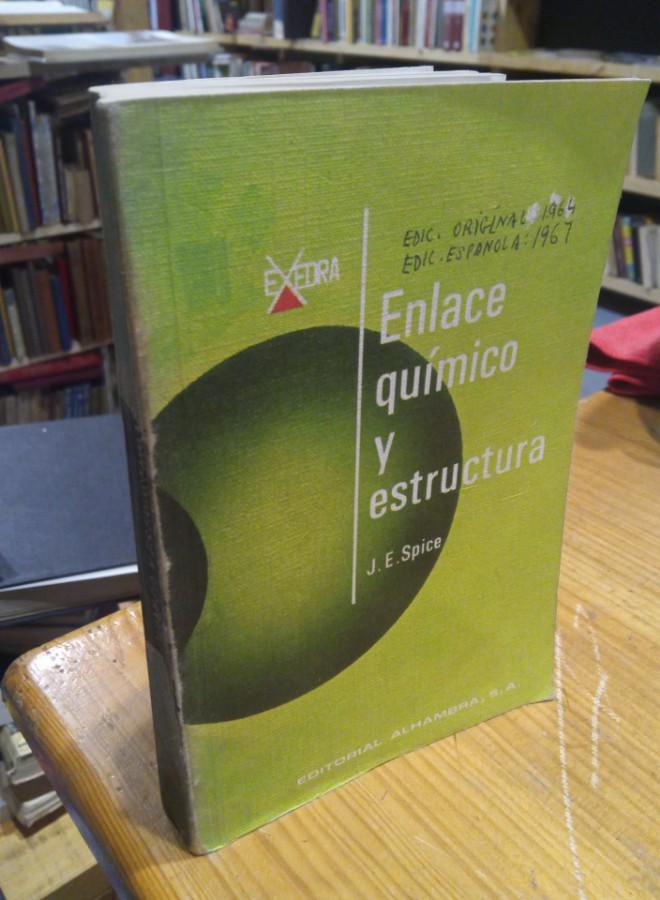 EDIC. ORIGINAL: 1964
EDIC. ESPAÑOLA: 1967
EXEDRA
Enlace
químico
y
estructura
J. E. Spice
EDITORIAL ALHAMBRA, S. A.